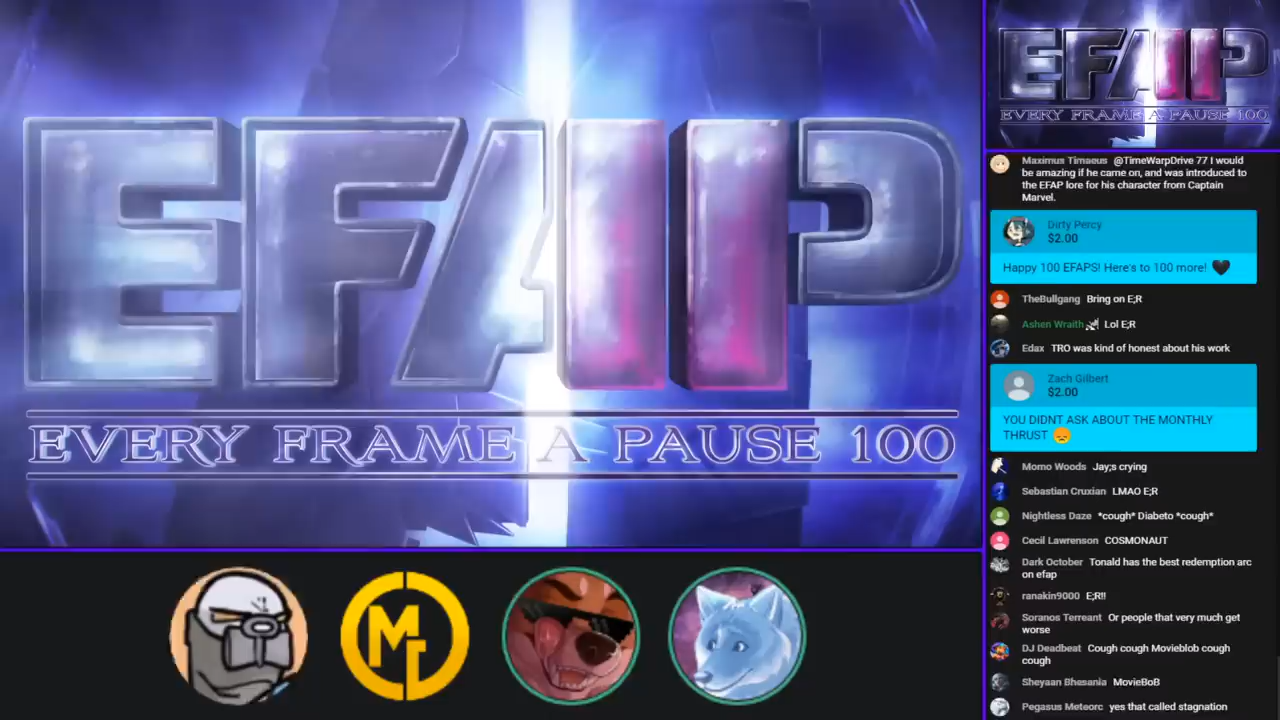 EFAP
EVERY FRAME A PAUSE 100
MG
EFAP
EVERY FRAME A PAUSE 100
Maximus Timaeus @TimeWarpDrive 77 I would
be amazing if he came on, and was introduced to
the EFAP lore for his character from Captain
Marvel.
Dirty Percy
$2.00
Happy 100 EFAPS! Here's to 100 more! 🖤
TheBullgang Bring on E;R
Ashen Wraith Lol E;R
Edax TRO was kind of honest about his work
Zach Gilbert
$2.00
YOU DIDNT ASK ABOUT THE MONTHLY
THRUST 😞
Momo Woods Jay;s crying
Sebastian Cruxian LMAO E;R
Nightless Daze *cough* Diabeto *cough*
Cecil Lawrenson COSMONAUT
Dark October Tonald has the best redemption arc
on efap
ranakin9000 E;R!!
Soranos Terreant Or people that very much get
worse
DJ Deadbeat Cough cough Movieblob cough
cough
Sheyaan Bhesania MovieBoB
Pegasus Meteorc yes that called stagnation